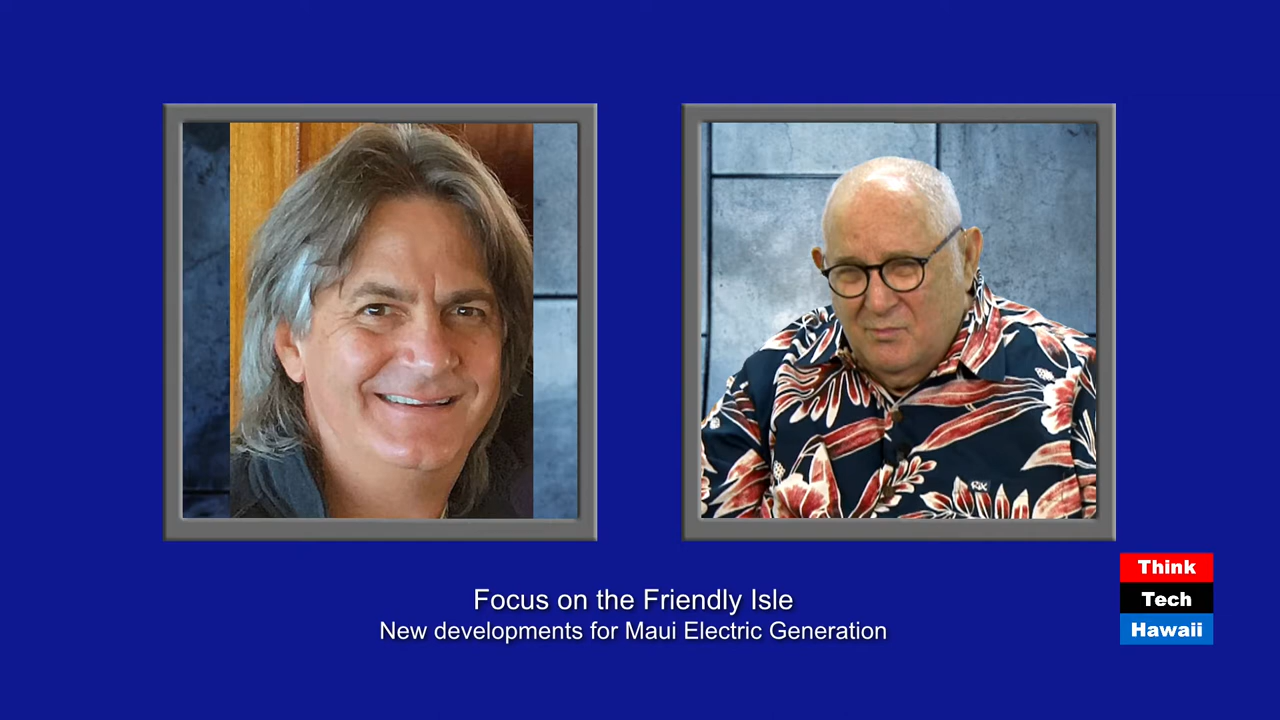 Focus on the Friendly Isle
New developments for Maui Electric Generation
Think
Tech
Hawaii